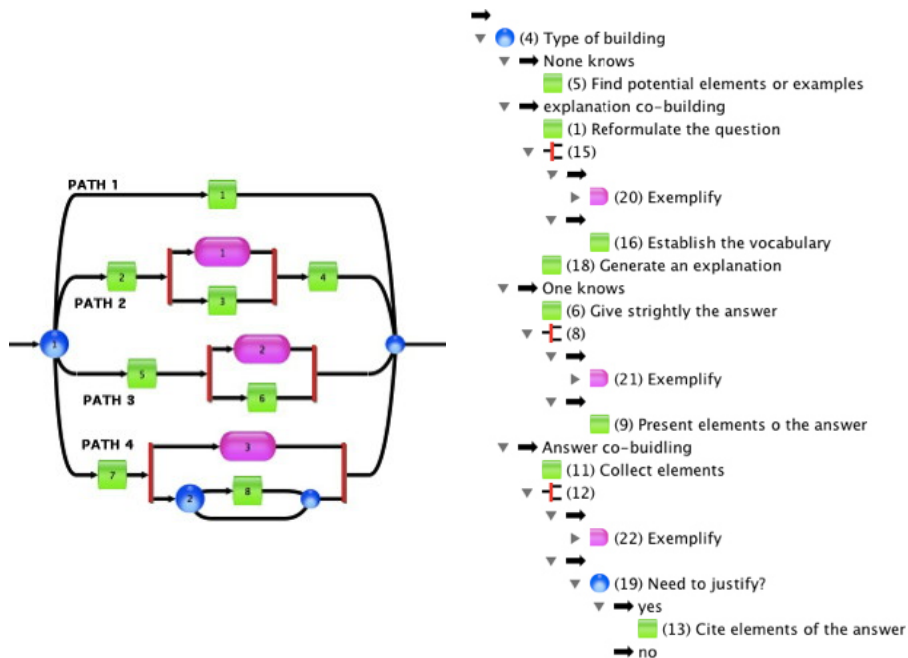 PATH 1
1
1
2
3
4
PATH 2
1
2
5
6
PATH 3
PATH 4
3
7
8
2
(4) Type of building
None knows
(5) Find potential elements or examples
explanation co-building
(1) Reformulate the question
(15)
(20) Exemplify
(16) Establish the vocabulary
(18) Generate an explanation
One knows
(6) Give strightly the answer
(8)
(21) Exemplify
(9) Present elements o the answer
Answer co-buidling
(11) Collect elements
(12)
(22) Exemplify
(19) Need to justify?
yes
(13) Cite elements of the answer
no